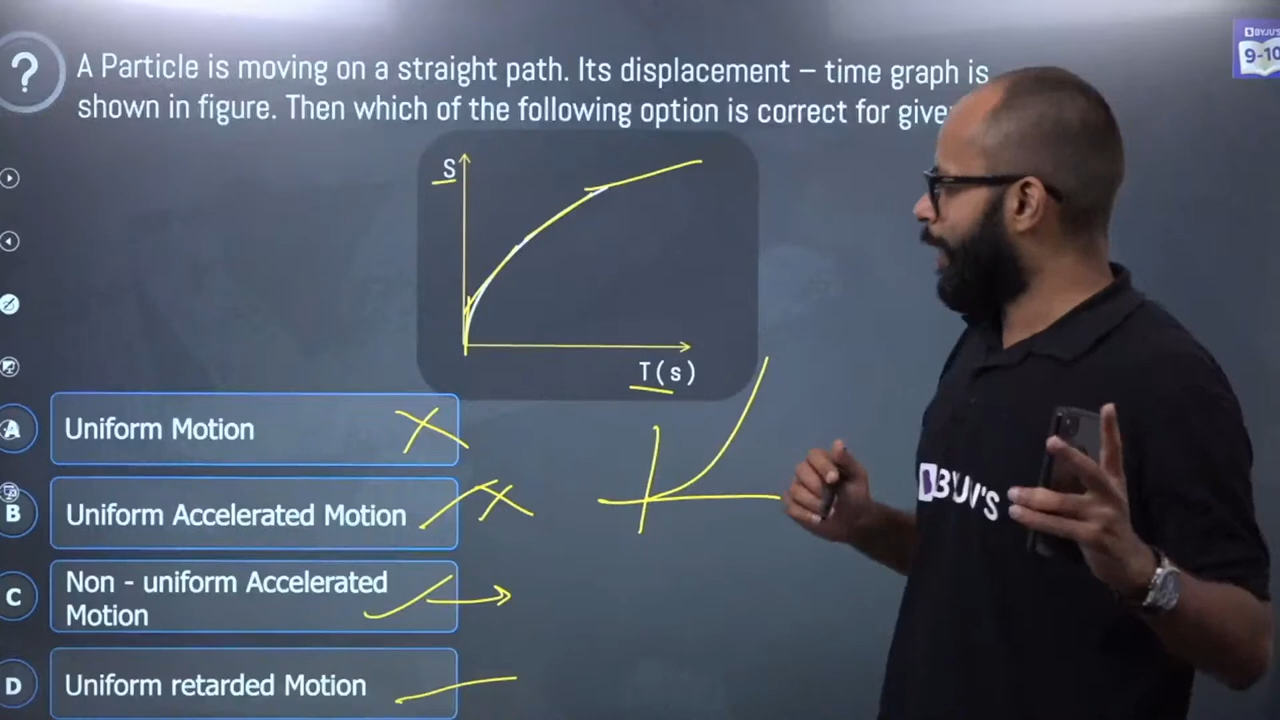 BYJU'S
9-10
?
A Particle is moving on a straight path. Its displacement – time graph is
shown in figure. Then which of the following option is correct for give
S
T(s)
A Uniform Motion
B Uniform Accelerated Motion
C Non - uniform Accelerated
Motion
D Uniform retarded Motion
BYJU'S